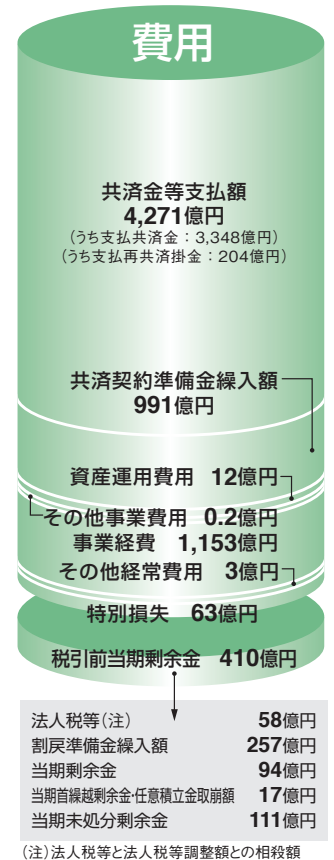 費用
共済金等支払額
4,271億円
(うち支払共済金：3,348億円)
(うち支払再共済掛金：204億円)
共済契約準備金繰入額
991億円
資産運用費用 12億円
その他事業費用 0.2億円
事業経費 1,153億円
その他経常費用 3億円
特別損失 63億円
税引前当期剰余金 410億円
法人税等(注) 58億円
割戻準備金繰入額 257億円
当期剰余金 94億円
当期首繰越剰余金・任意積立金取崩額 17億円
当期未処分剰余金 111億円
(注)法人税等と法人税等調整額との相殺額